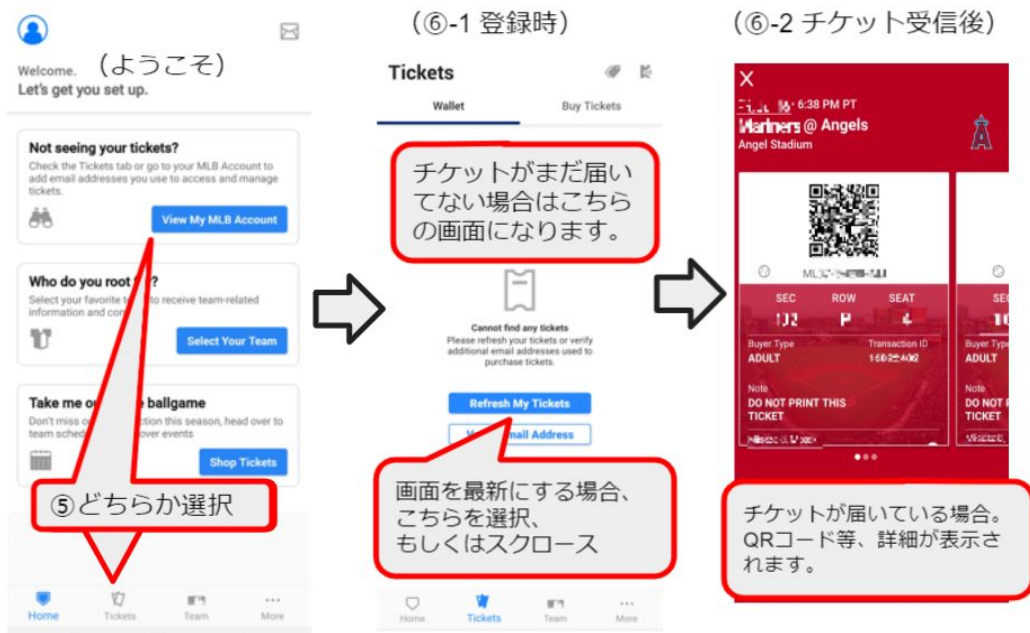 Welcome.
（ようこそ）
Let's get you set up.
Not seeing your tickets?
Check the Tickets tab or go to your MLB Account to
add email addresses you use to access and manage
tickets.
View My MLB Account
Who do you root
Select your favorite to receive team-related
information and
Select Your Team
Take me ballgame
Don't miss this season, head over to
team events
Shop Tickets
⑤どちらか選択
Home
Tickets
Team
More
（⑥-1 登録時）
Tickets
Wallet
Buy Tickets
チケットがまだ届い
てない場合はこちら
の画面になります。
Cannot find any tickets
Please refresh your tickets or verify
additional email addresses used to
purchase tickets.
Refresh My Tickets
Email Address
画面を最新にする場合、
こちらを選択、
もしくはスクロース
Home
Tickets
Team
More
（⑥-2 チケット受信後）
X
6:38 PM PT
Mariners @ Angels
Angel Stadium
SEC
ROW
SEAT
Buyer Type
Transaction ID
ADULT
Note
DO NOT PRINT THIS
TICKET
Buyer Type
ADULT
Note
DO NOT
TICKET
チケットが届いている場合。
QRコード等、詳細が表示さ
れます。